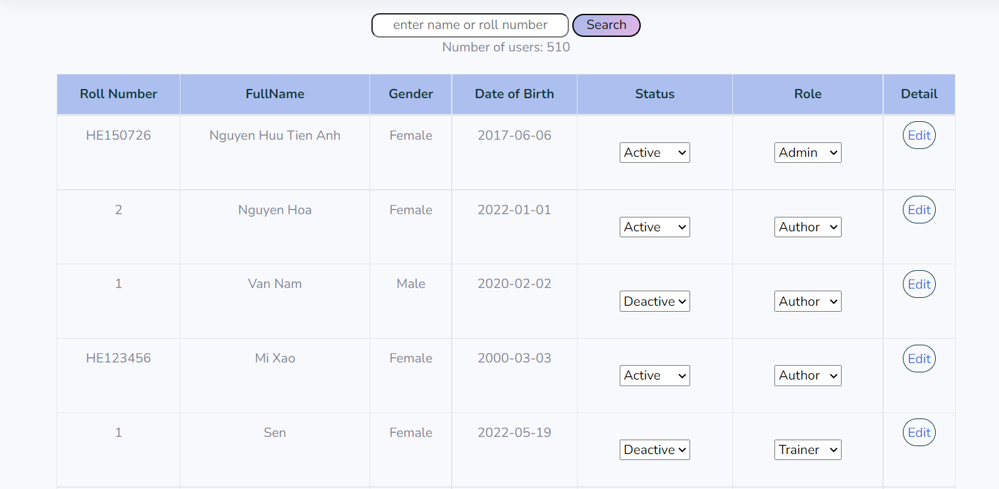 enter name or roll number Search
Number of users: 510
Roll Number FullName Gender Date of Birth Status Role Detail
HE150726 Nguyen Huu Tien Anh Female 2017-06-06 Active Admin Edit
2 Nguyen Hoa Female 2022-01-01 Active Author Edit
1 Van Nam Male 2020-02-02 Deactive Author Edit
HE123456 Mi Xao Female 2000-03-03 Active Author Edit
1 Sen Female 2022-05-19 Deactive Trainer Edit